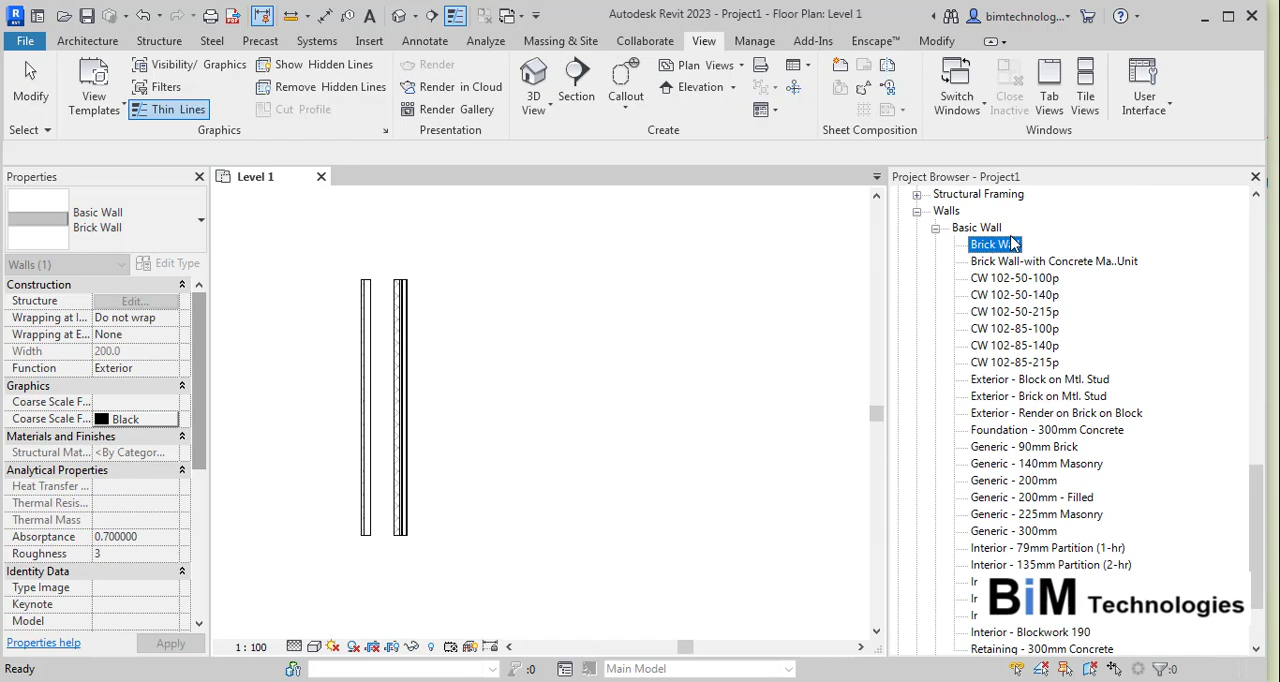 Autodesk Revit 2023 - Project1 - Floor Plan: Level 1
bimtechnolog...
File Architecture Structure Steel Precast Systems Insert Annotate Analyze Massing & Site Collaborate View Manage Add-Ins Enscape™ Modify
Modify
Select
View Templates
Visibility/ Graphics
Filters
Thin Lines
Show Hidden Lines
Remove Hidden Lines
Cut Profile
Graphics
Render
Render in Cloud
Render Gallery
Presentation
3D View
Section
Callout
Plan Views
Elevation
Create
Sheet Composition
Switch Windows
Close Inactive
Tab Views
Tile Views
User Interface
Windows
Properties
Basic Wall
Brick Wall
Walls (1)
Edit Type
Construction
Structure Edit...
Wrapping at I... Do not wrap
Wrapping at E... None
Width 200.0
Function Exterior
Graphics
Coarse Scale F...
Coarse Scale F... Black
Materials and Finishes
Structural Mat... <By Categor...
Analytical Properties
Heat Transfer ...
Thermal Resis...
Thermal Mass
Absorptance 0.700000
Roughness 3
Identity Data
Type Image
Keynote
Model
Properties help
Apply
Level 1
1 : 100
Project Browser - Project1
Structural Framing
Walls
Basic Wall
Brick W
Brick Wall-with Concrete Ma..Unit
CW 102-50-100p
CW 102-50-140p
CW 102-50-215p
CW 102-85-100p
CW 102-85-140p
CW 102-85-215p
Exterior - Block on Mtl. Stud
Exterior - Brick on Mtl. Stud
Exterior - Render on Brick on Block
Foundation - 300mm Concrete
Generic - 90mm Brick
Generic - 140mm Masonry
Generic - 200mm
Generic - 200mm - Filled
Generic - 225mm Masonry
Generic - 300mm
Interior - 79mm Partition (1-hr)
Interior - 135mm Partition (2-hr)
Ir
Ir
Ir
BiM Technologies
Interior - Blockwork 190
Retaining - 300mm Concrete
Ready
:0
Main Model
:0